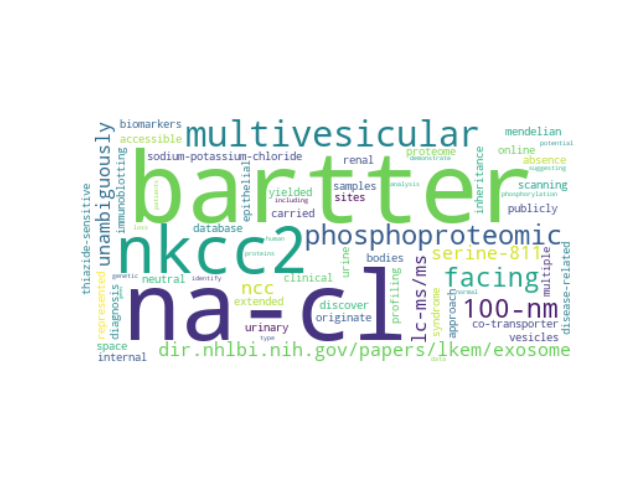 biomarkers
accessible
multivesicular
mendelian
potential
online
proteome
demonstrate
absence
suggesting
sodium-potassium-chloride
renal
unambiguously
immunoblotting
bartter
epithelial
patients
yielded
samples
analysis
including
sites
carried
inheritance
scanning
phosphorylation
publicly
thiazide-sensitive
loss
database
human
proteins
nkcc2
phosphoproteomic
serine-811
multiple
disease-related
bodies
urine
clinical
neutral
genetic
identify
represented
diagnosis
na-cl
ncc
extended
discover
originate
profiling
lc-ms/ms
facing
syndrome
approach
normal
100-nm
co-transporter
vesicles
urinary
type
space
internal
dir.nhlbi.nih.gov/papers/lkem/exosome
data